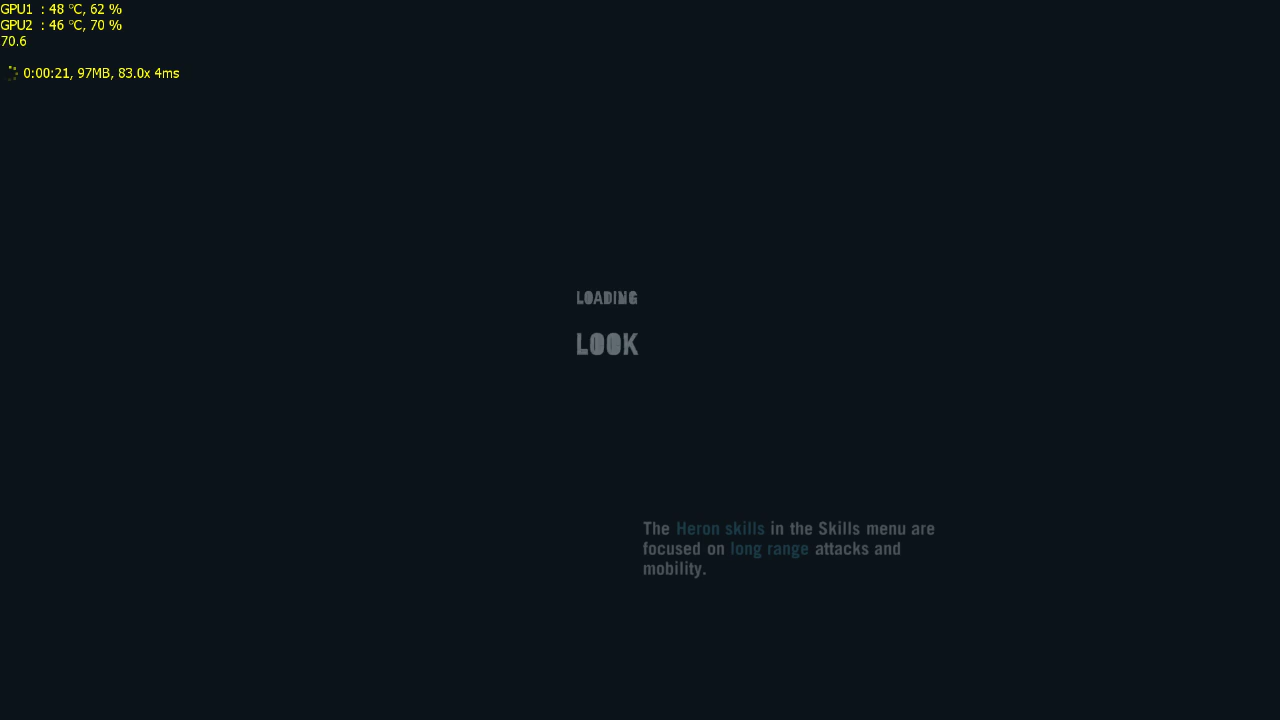 GPU1 : 48 °C, 62 %
GPU2 : 46 °C, 70 %
70.6
0:00:21, 97MB, 83.0x 4ms
LOADING
LOOK
The Heron skills in the Skills menu are
focused on long range attacks and
mobility.